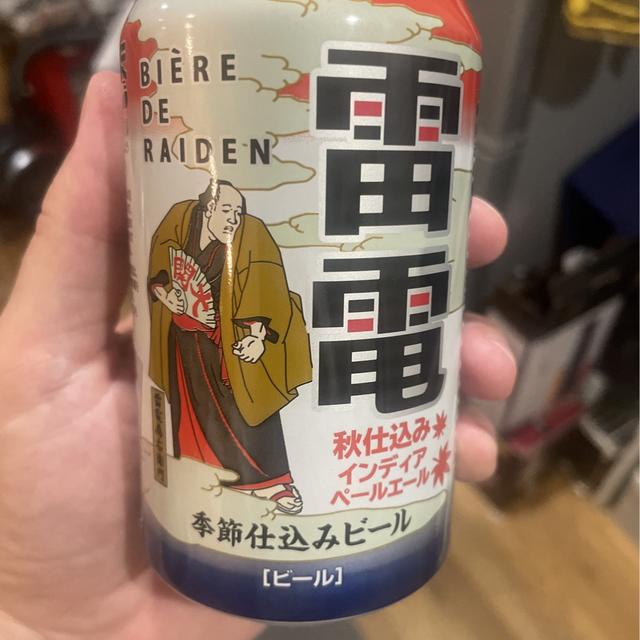 BIÈRE
DE
RAIDEN
雷電
秋仕込み
インディア
ペールエール
季節仕込みビール
[ビール]